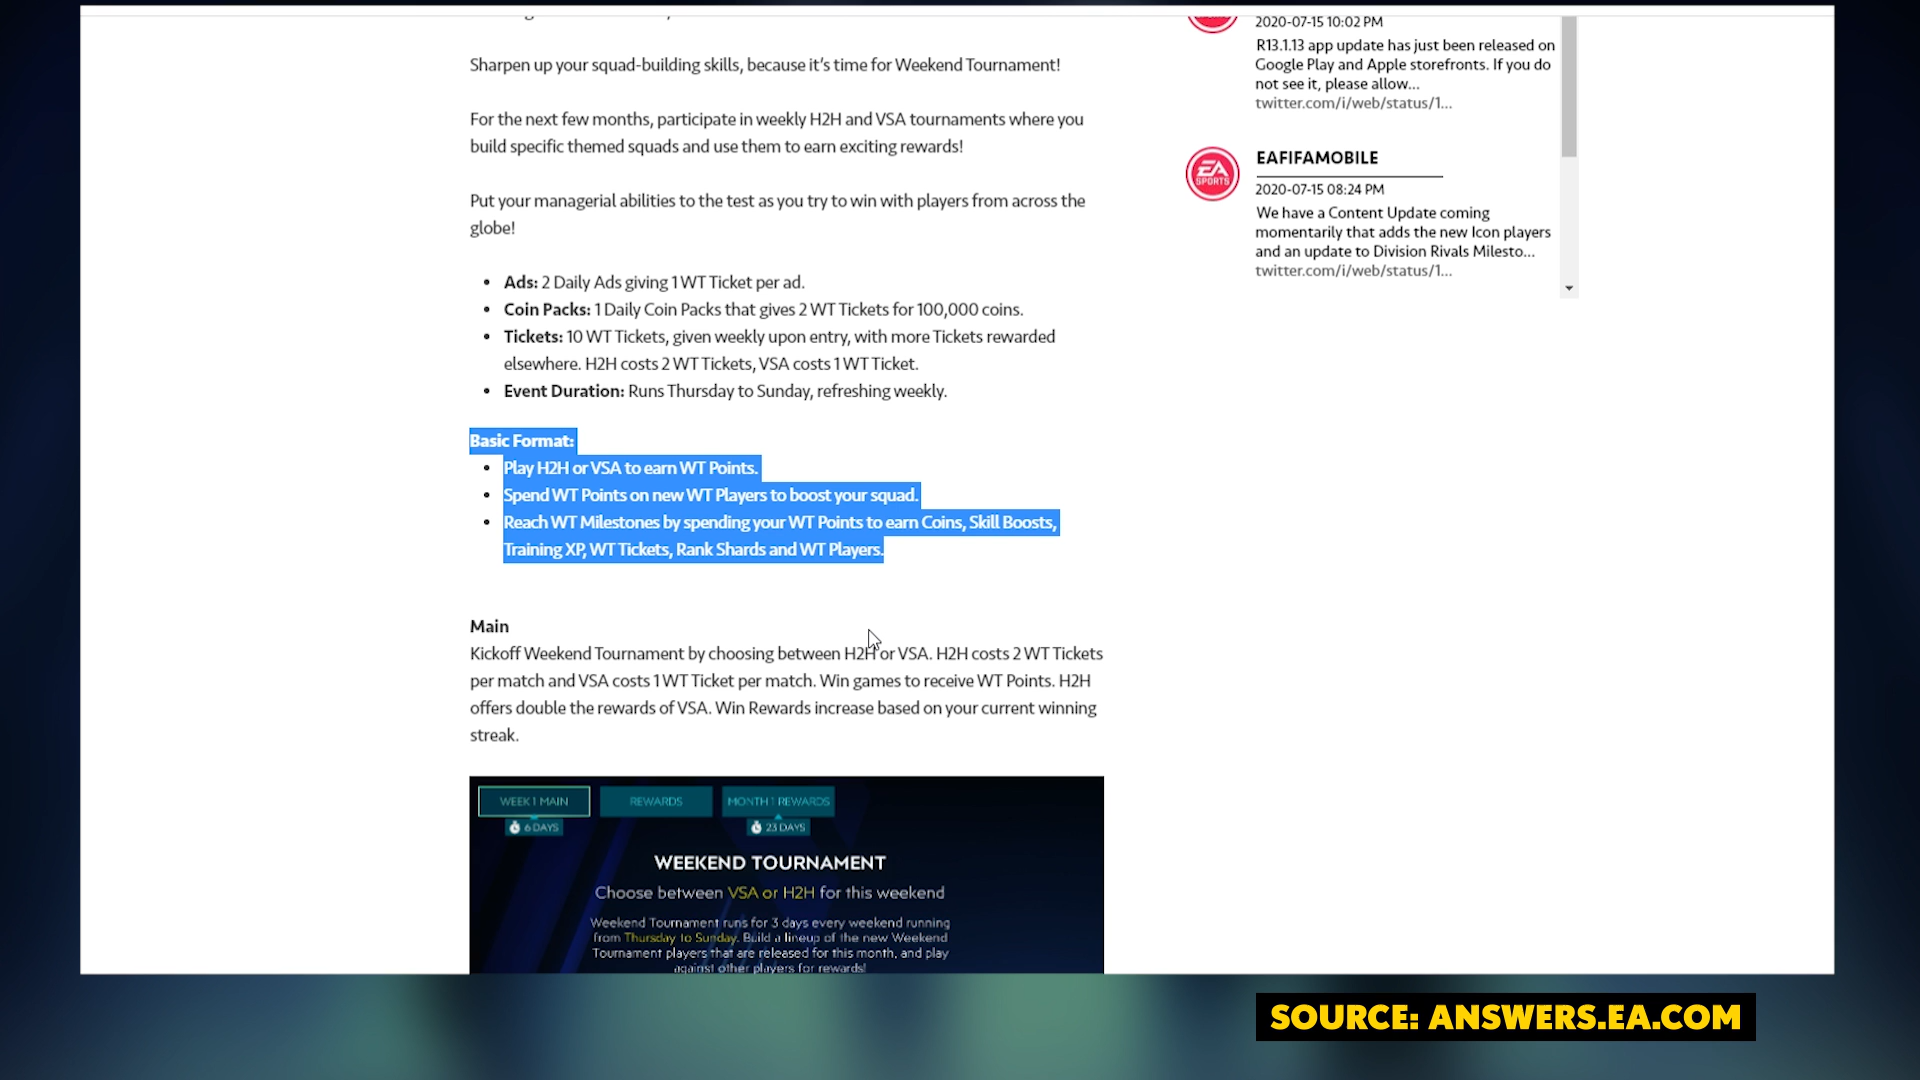 Sharpen up your squad-building skills, because it's time for Weekend Tournament!
For the next few months, participate in weekly H2H and VSA tournaments where you
build specific themed squads and use them to earn exciting rewards!
Put your managerial abilities to the test as you try to win with players from across the
globe!
Ads: 2 Daily Ads giving 1 WT Ticket per ad.
Coin Packs: 1 Daily Coin Packs that gives 2 WT Tickets for 100,000 coins.
Tickets: 10 WT Tickets, given weekly upon entry, with more Tickets rewarded
elsewhere. H2H costs 2 WT Tickets, VSA costs 1 WT Ticket.
Event Duration: Runs Thursday to Sunday, refreshing weekly.
Basic Format:
Play H2H or VSA to earn WT Points.
Spend WT Points on new WT Players to boost your squad.
Reach WT Milestones by spending your WT Points to earn Coins, Skill Boosts,
Training XP, WT Tickets, Rank Shards and WT Players.
Main
Kickoff Weekend Tournament by choosing between H2H or VSA. H2H costs 2 WT Tickets
per match and VSA costs 1 WT Ticket per match. Win games to receive WT Points. H2H
offers double the rewards of VSA. Win Rewards increase based on your current winning
streak.
WEEK 1 MAIN
REWARDS
MONTH 1 REWARDS
6 DAYS
23 DAYS
WEEKEND TOURNAMENT
Choose between VSA or H2H for this weekend
Weekend Tournament runs for 3 days every weekend running
from Thursday to Sunday. Build a lineup of the new Weekend
Tournament players that are released for this month, and play
against other players for rewards!
2020-07-15 10:02 PM
R13.1.13 app update has just been released on
Google Play and Apple storefronts. If you do
not see it, please allow...
twitter.com/i/web/status/1...
EA
SPORTS
EAFIFAMOBILE
2020-07-15 08:24 PM
We have a Content Update coming
momentarily that adds the new Icon players
and an update to Division Rivals Milesto...
twitter.com/i/web/status/1...
SOURCE: ANSWERS.EA.COM